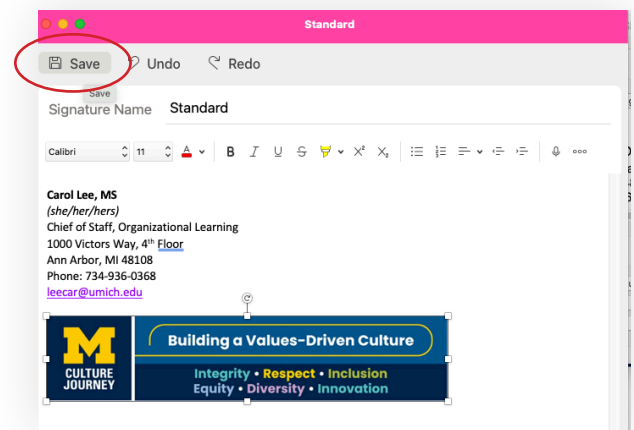 Standard
Save Undo Redo
Save
Signature Name Standard
Calibri 11 A B I U S X² X₂
Carol Lee, MS
(she/her/hers)
Chief of Staff, Organizational Learning
1000 Victors Way, 4th Floor
Ann Arbor, MI 48108
Phone: 734-936-0368
leecar@umich.edu
M
CULTURE
JOURNEY
Building a Values-Driven Culture
Integrity • Respect • Inclusion
Equity • Diversity • Innovation